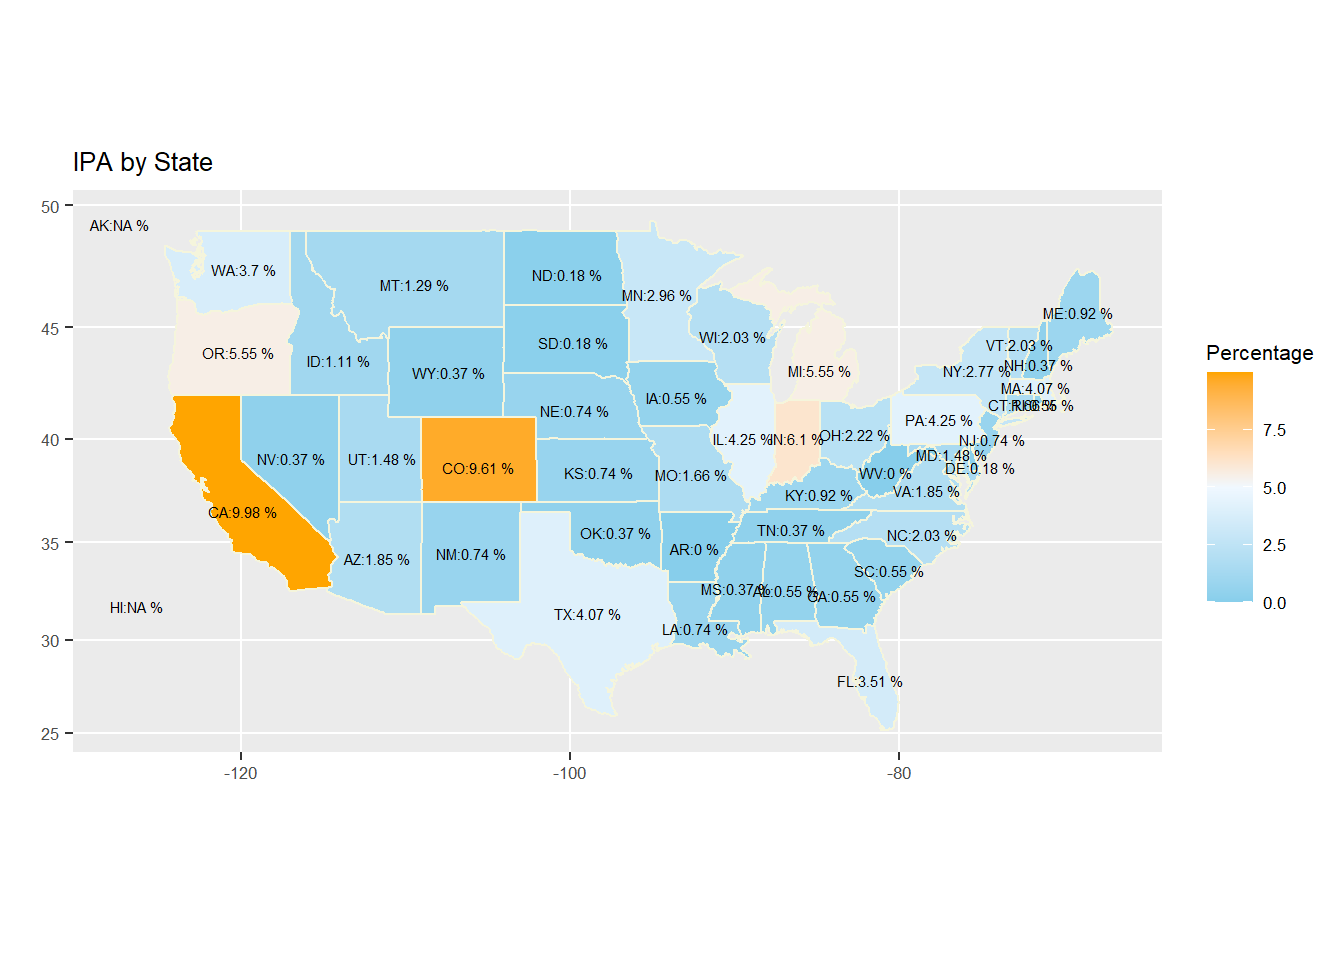 IPA by State
50
AK:NA %
WA:3.7 %
ND:0.18 %
MT:1.29 %
MN:2.96 %
ME:0.92 %
45
WI:2.03 %
VT:2.03 %
OR:5.55 %
SD:0.18 %
ID:1.11 %
NH:0.37 %
WY:0.37 %
MI:5.55 %
NY:2.77 %
MA:4.07 %
IA:0.55 %
NE:0.74 %
CT:
PA:4.25 %
40
IL:4.25 %
IN:6.1 %
OH:2.22 %
NJ:0.74 %
NV:0.37 %
UT:1.48 %
MD:1.48 %
CO:9.61 %
DE:0.18 %
KS:0.74 %
MO:1.66 %
WV:0 %
KY:0.92 %
VA:1.85 %
CA:9.98 %
35
OK:0.37 %
TN:0.37 %
NC:2.03 %
AR:0 %
NM:0.74 %
AZ:1.85 %
SC:0.55 %
MS:0.37 %
AL:0.55 %
GA:0.55 %
HI:NA %
TX:4.07 %
30
LA:0.74 %
FL:3.51 %
25
-120
-100
-80
Percentage
7.5
5.0
2.5
0.0